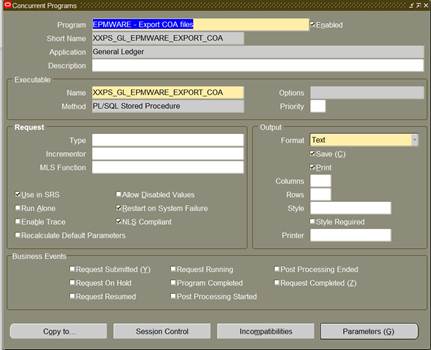 Concurrent Programs
Program EPMWARE - Export COA files Enabled
Short Name XXPS_GL_EPMWARE_EXPORT_COA
Application General Ledger
Description
Executable
Name XXPS_GL_EPMWARE_EXPORT_COA Options
Method PL/SQL Stored Procedure Priority
Request
Type
Incrementor
MLS Function
Use in SRS Allow Disabled Values
Run Alone Restart on System Failure
Enable Trace NLS Compliant
Recalculate Default Parameters
Output
Format Text
Save (C)
Print
Columns
Rows
Style
Style Required
Printer
Business Events
Request Submitted (Y) Request Running Post Processing Ended
Request On Hold Program Completed Request Completed (Z)
Request Resumed Post Processing Started
Copy to... Session Control Incompatibilities Parameters (G)